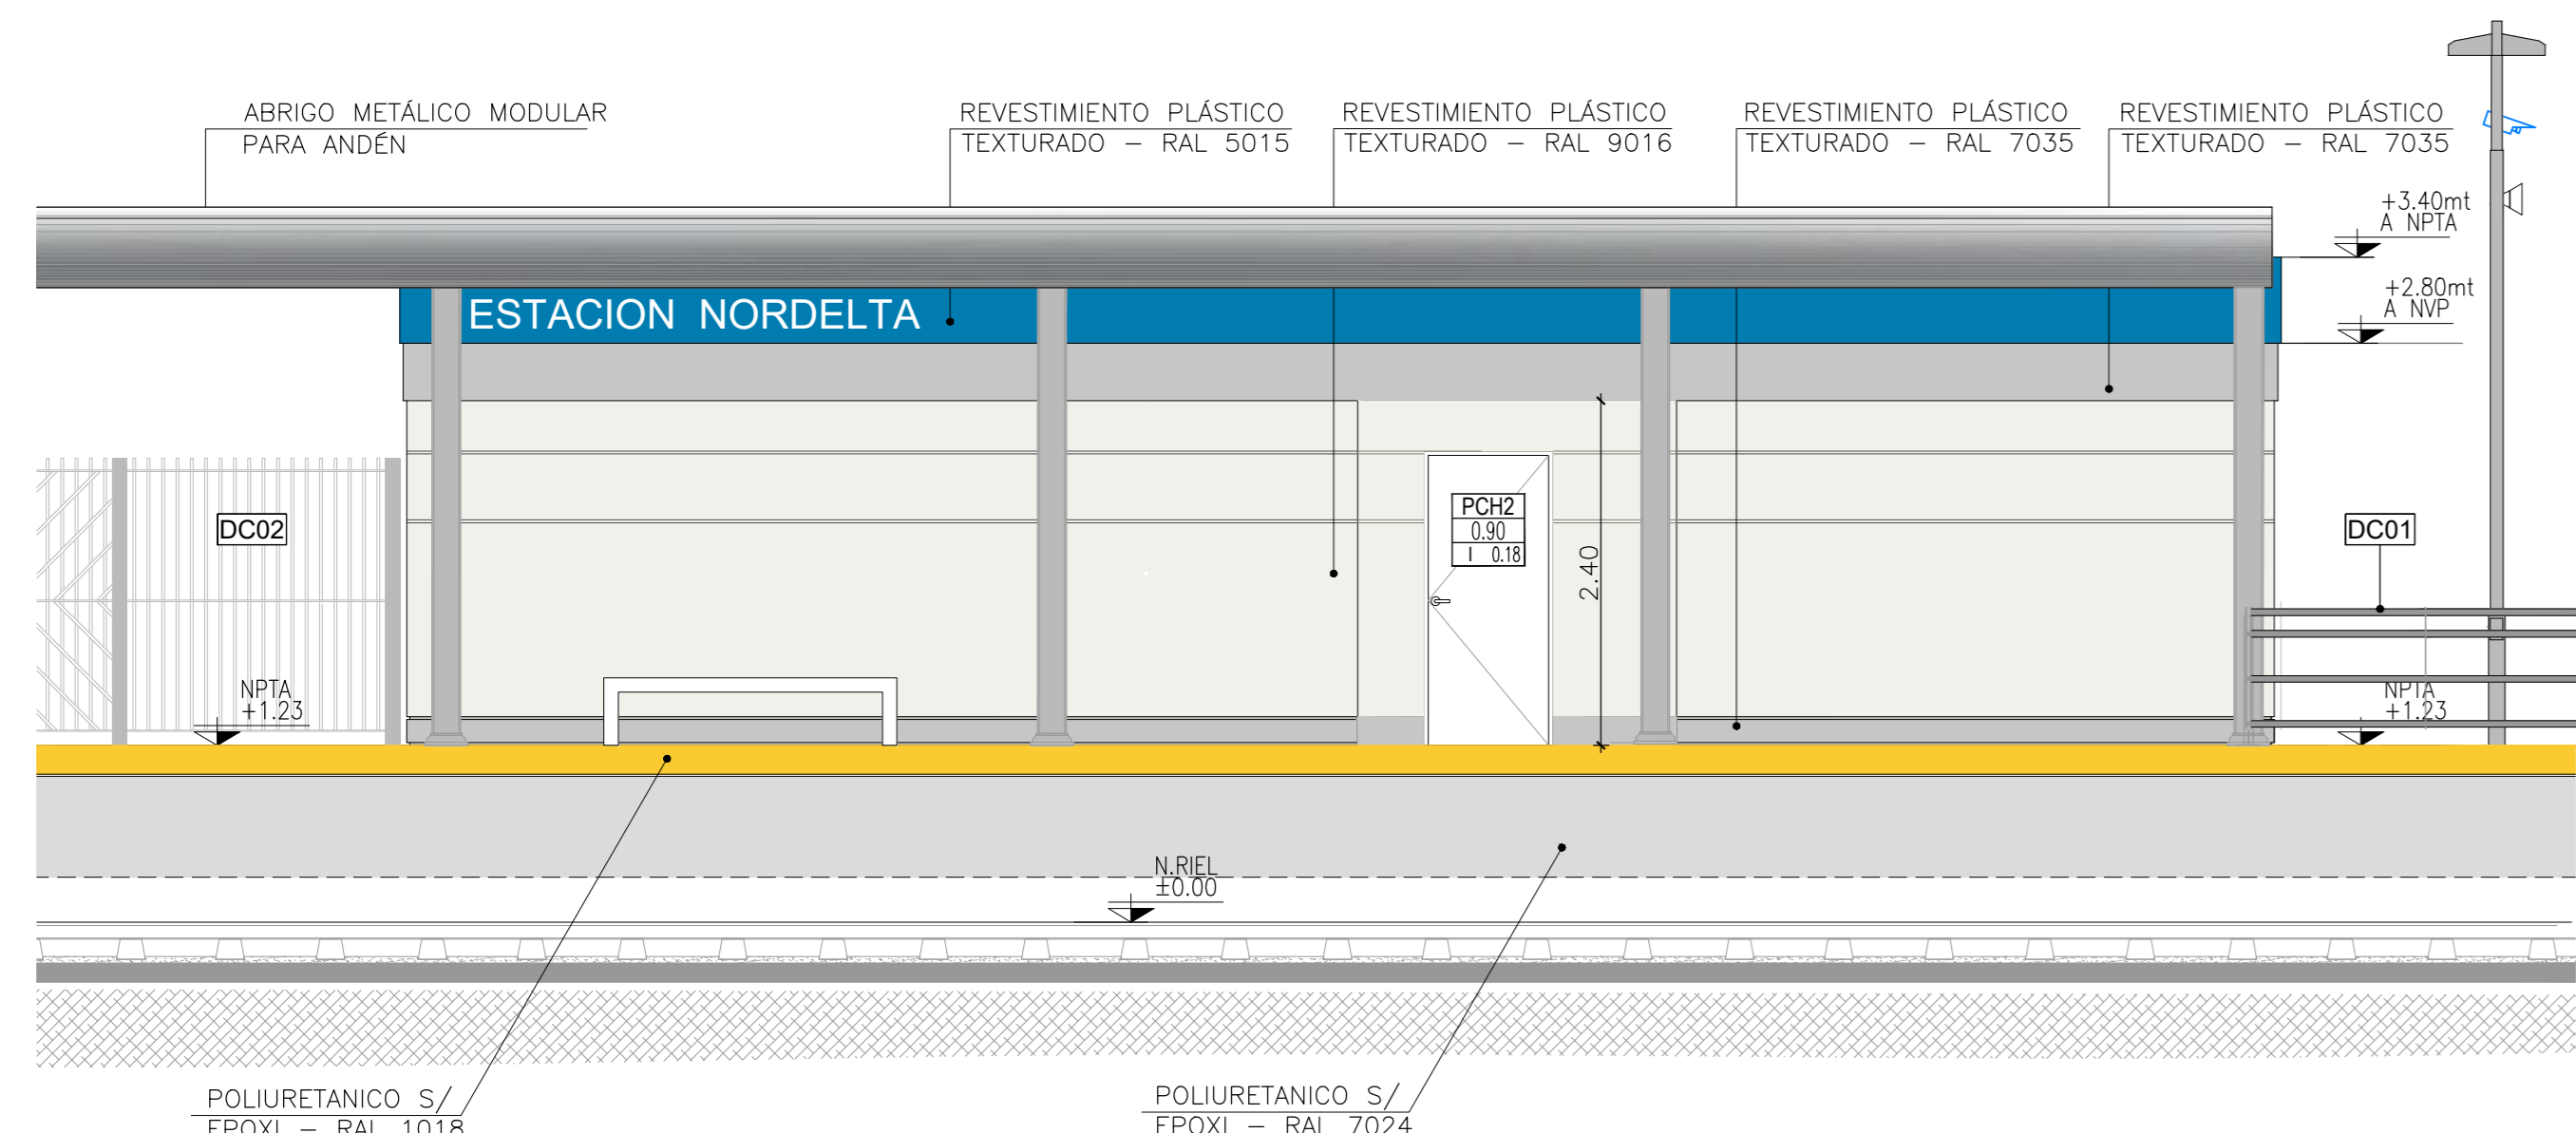 ABRIGO METÁLICO MODULAR
PARA ANDÉN
REVESTIMIENTO PLÁSTICO
TEXTURADO – RAL 5015
REVESTIMIENTO PLÁSTICO
TEXTURADO – RAL 9016
REVESTIMIENTO PLÁSTICO
TEXTURADO – RAL 7035
REVESTIMIENTO PLÁSTICO
TEXTURADO – RAL 7035
+3.40mt
A NPTA
+2.80mt
A NVP
ESTACION NORDELTA
DC02
PCH2
0.90
I 0.18
2.40
DC01
NPTA
+1.23
NPTA
+1.23
N.RIEL
±0.00
POLIURETANICO S/
EPOXI – RAL 1018
POLIURETANICO S/
EPOXI – RAL 7024